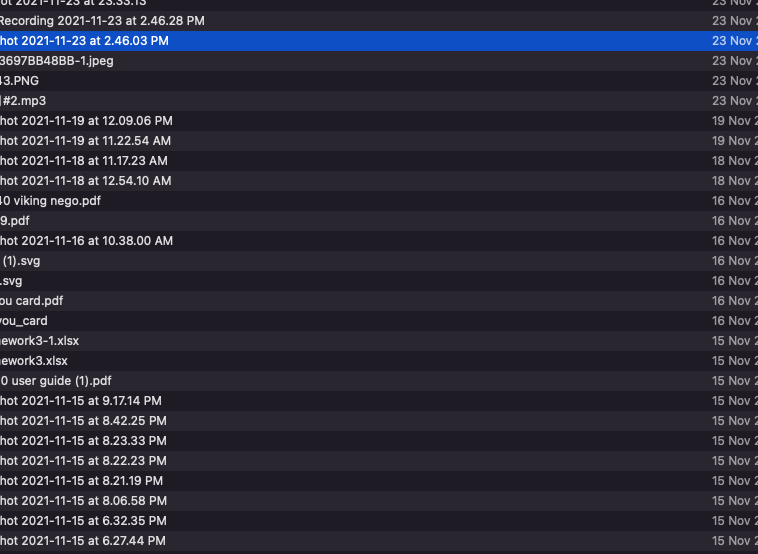 hot 2021-11-23 at 23.33.13 23 Nov 2
Recording 2021-11-23 at 2.46.28 PM 23 Nov 2
hot 2021-11-23 at 2.46.03 PM 23 Nov 2
3697BB48BB-1.jpeg 23 Nov 2
43.PNG 23 Nov 2
]#2.mp3 23 Nov 2
hot 2021-11-19 at 12.09.06 PM 19 Nov 2
hot 2021-11-19 at 11.22.54 AM 19 Nov 2
hot 2021-11-18 at 11.17.23 AM 18 Nov 2
hot 2021-11-18 at 12.54.10 AM 18 Nov 2
40 viking nego.pdf 16 Nov 2
9.pdf 16 Nov 2
hot 2021-11-16 at 10.38.00 AM 16 Nov 2
(1).svg 16 Nov 2
.svg 16 Nov 2
ou card.pdf 16 Nov 2
you_card 16 Nov 2
ework3-1.xlsx 15 Nov 2
ework3.xlsx 15 Nov 2
0 user guide (1).pdf 15 Nov 2
hot 2021-11-15 at 9.17.14 PM 15 Nov 2
hot 2021-11-15 at 8.42.25 PM 15 Nov 2
hot 2021-11-15 at 8.23.33 PM 15 Nov 2
hot 2021-11-15 at 8.22.23 PM 15 Nov 2
hot 2021-11-15 at 8.21.19 PM 15 Nov 2
hot 2021-11-15 at 8.06.58 PM 15 Nov 2
hot 2021-11-15 at 6.32.35 PM 15 Nov 2
hot 2021-11-15 at 6.27.44 PM 15 Nov 2